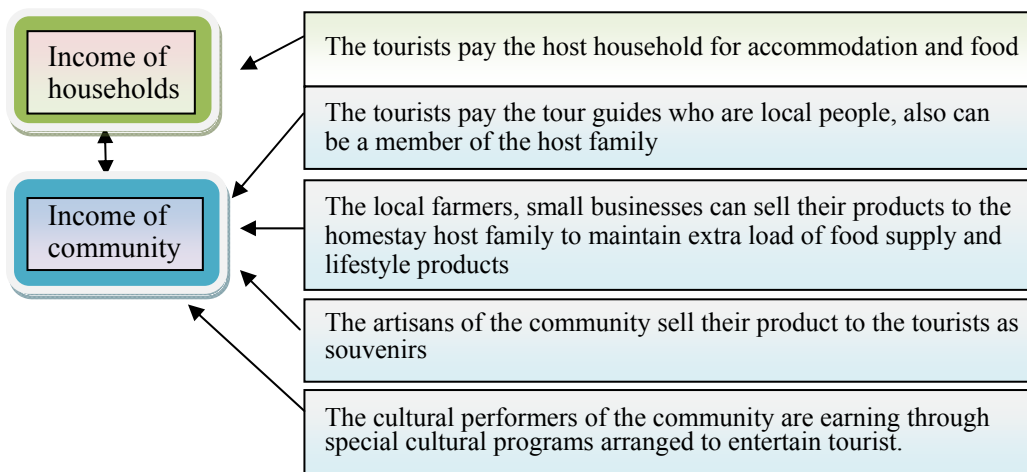 Income of
households
The tourists pay the host household for accommodation and food
The tourists pay the tour guides who are local people, also can
be a member of the host family
Income of
community
The local farmers, small businesses can sell their products to the
homestay host family to maintain extra load of food supply and
lifestyle products
The artisans of the community sell their product to the tourists as
souvenirs
The cultural performers of the community are earning through
special cultural programs arranged to entertain tourist.